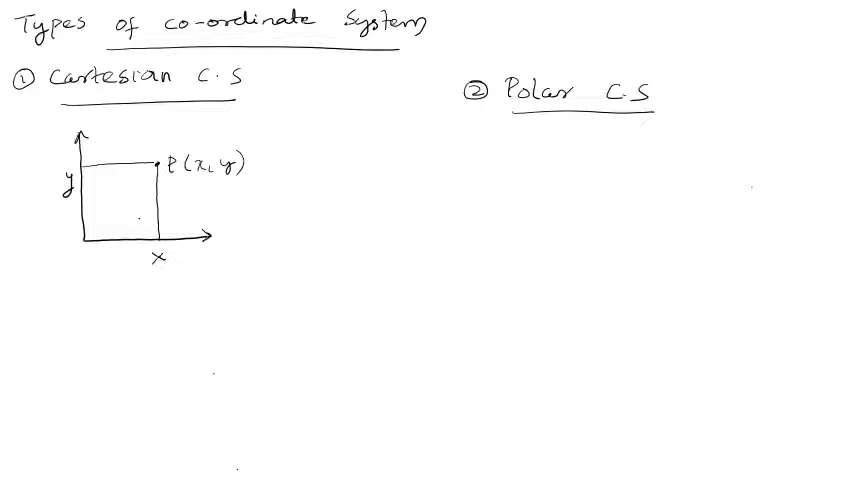 Types of co-ordinate System
① Cartesian C.S
② Polar C.S
P(x, y)
y
x